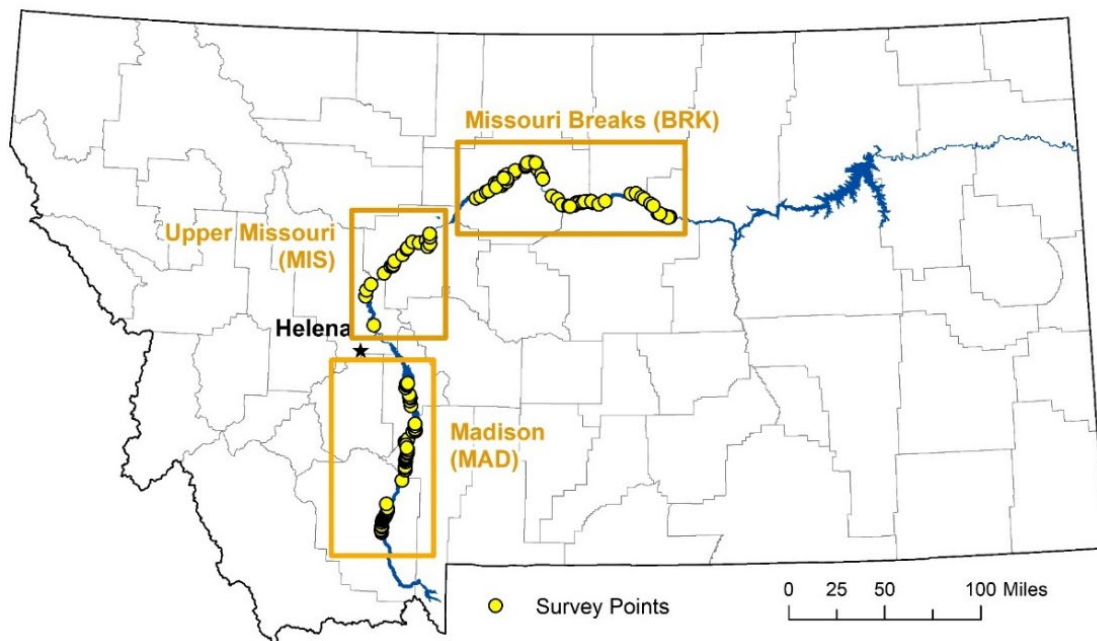 Missouri Breaks (BRK)
Upper Missouri
(MIS)
Helena
Madison
(MAD)
0 25 50 100 Miles
Survey Points